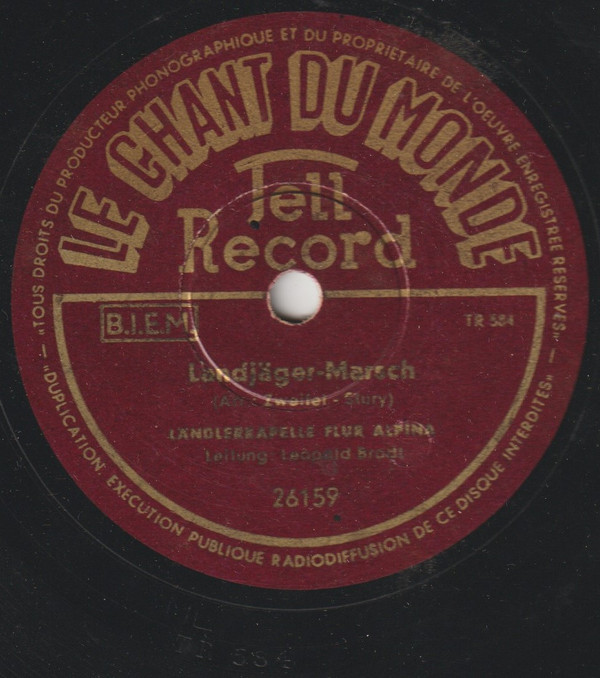 «TOUS DROITS DU PRODUCTEUR PHONOGRAPHIQUE ET DU PROPRIETAIRE DE L'OEUVRE ENREGISTREE RESERVES»
LE CHANT DU MONDE
Tell
Record
B.I.E.M.
TR 584
Landjäger-Marsch
Zweifel - Stury)
LÄNDLERKAPELLE FLUR ALPINA
Leitung: Leopold
26159
«DUPLICATION: EXECUTION PUBLIQUE RADIODIFFUSION DE CE DISQUE INTERDITES»
584